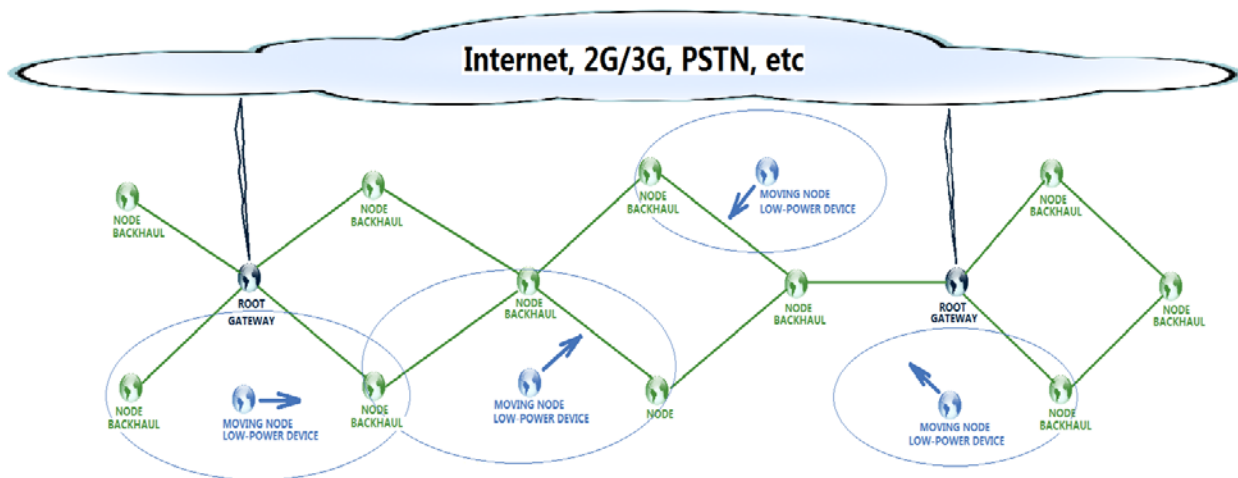 Internet, 2G/3G, PSTN, etc
NODE
BACKHAUL
NODE
BACKHAUL
NODE
BACKHAUL
MOVING NODE
LOW-POWER DEVICE
NODE
BACKHAUL
ROOT
GATEWAY
NODE
BACKHAUL
NODE
BACKHAUL
ROOT
GATEWAY
NODE
BACKHAUL
NODE
BACKHAUL
MOVING NODE
LOW-POWER DEVICE
NODE
BACKHAUL
MOVING NODE
LOW-POWER DEVICE
NODE
MOVING NODE
LOW-POWER DEVICE
NODE
BACKHAUL